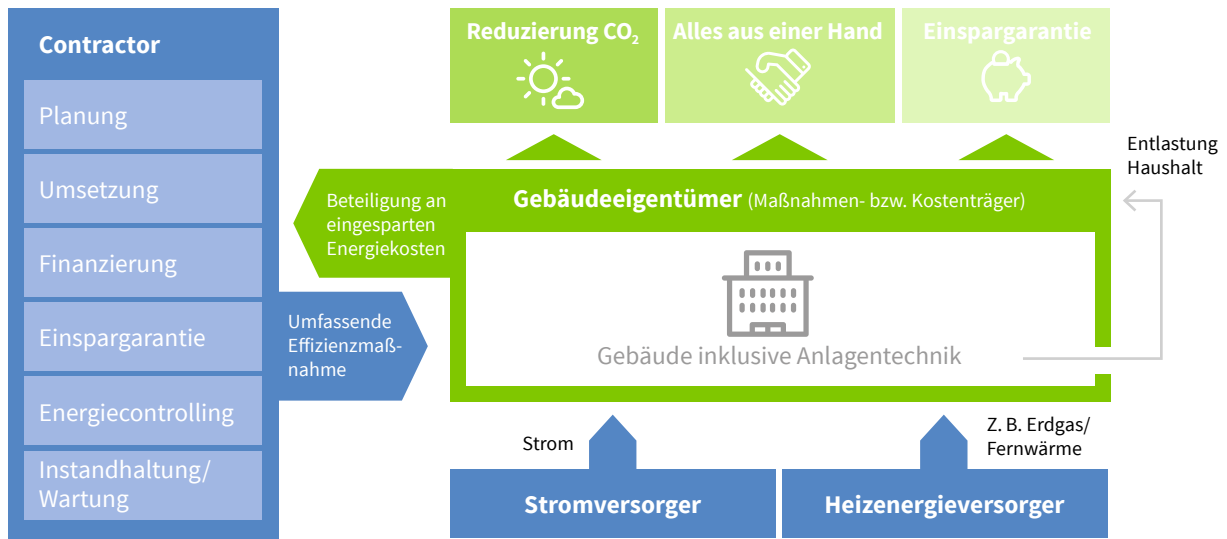 Contractor
Planung
Umsetzung
Finanzierung
Einspargarantie
Energiecontrolling
Instandhaltung/
Wartung
Reduzierung CO₂
Alles aus einer Hand
Einspargarantie
Beteiligung an
eingesparten
Energiekosten
Umfassende
Effizienzmaß-
nahme
Gebäudeeigentümer (Maßnahmen- bzw. Kostenträger)
Gebäude inklusive Anlagentechnik
Entlastung
Haushalt
Strom
Z. B. Erdgas/
Fernwärme
Stromversorger
Heizenergieversorger